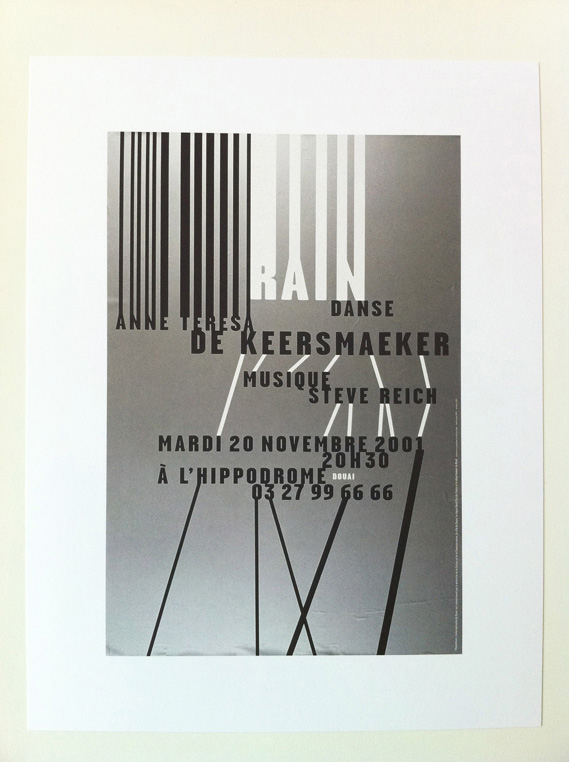 RAIN
DANSE
ANNE TERESA
DE KEERSMAEKER
MUSIQUE
STEVE REICH
MARDI 20 NOVEMBRE 2001
20H30
À L'HIPPODROME DOUAI
03 27 99 66 66